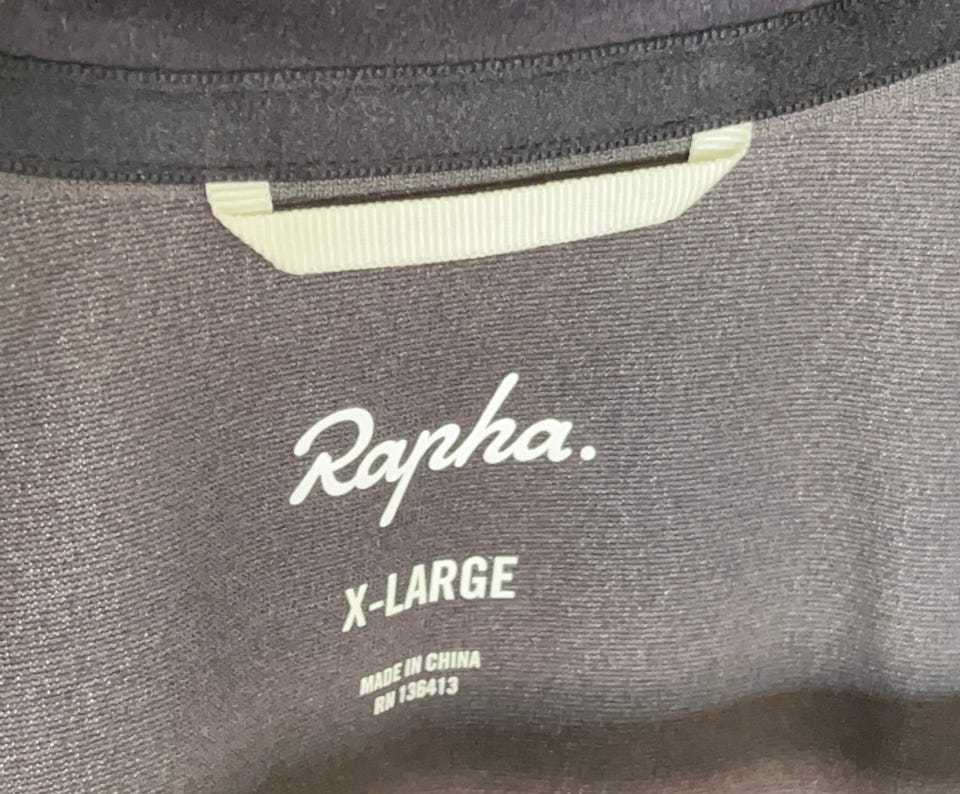 Rapha.
X-LARGE
MADE IN CHINA
RN 136413